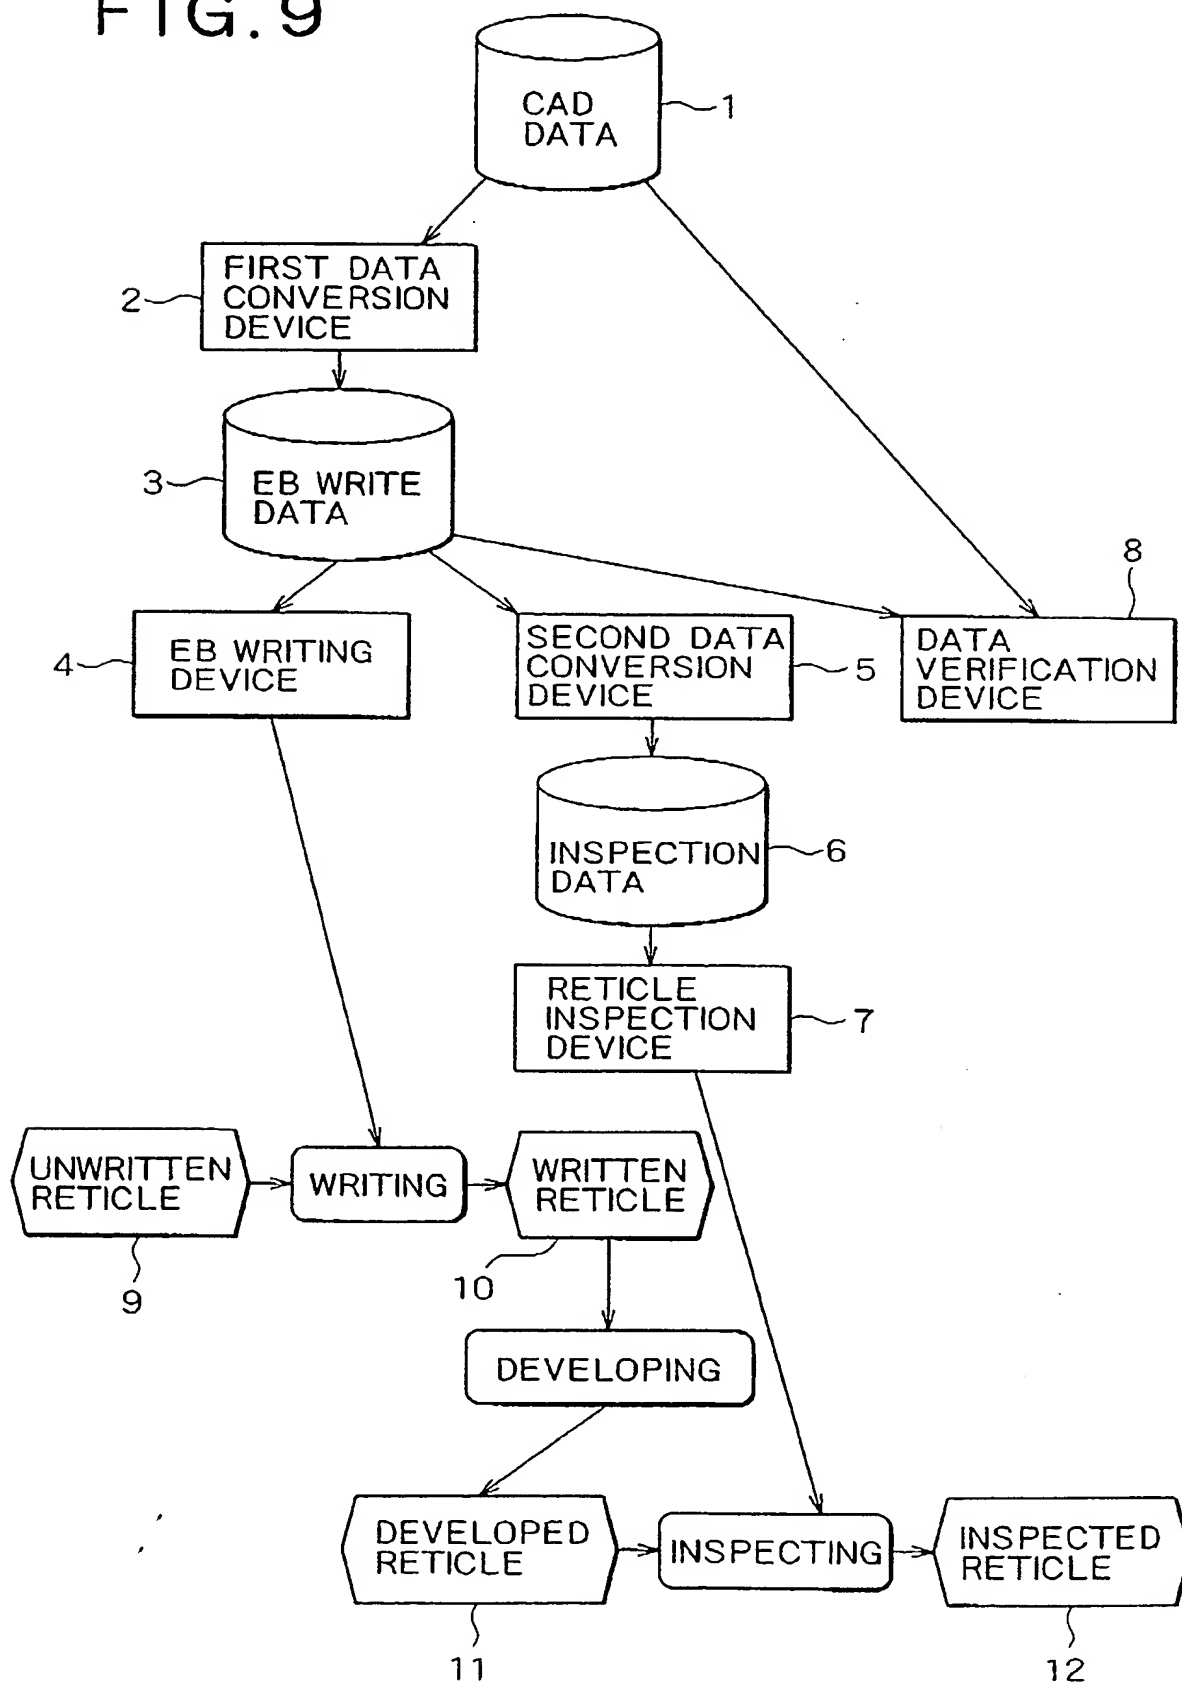 FIG. 9
CAD
DATA
1
FIRST DATA
CONVERSION
DEVICE
2
EB WRITE
DATA
3
EB WRITING
DEVICE
4
SECOND DATA
CONVERSION
DEVICE
5
DATA
VERIFICATION
DEVICE
8
INSPECTION
DATA
6
RETICLE
INSPECTION
DEVICE
7
UNWRITTEN
RETICLE
9
WRITING
WRITTEN
RETICLE
10
DEVELOPING
DEVELOPED
RETICLE
11
INSPECTING
INSPECTED
RETICLE
12